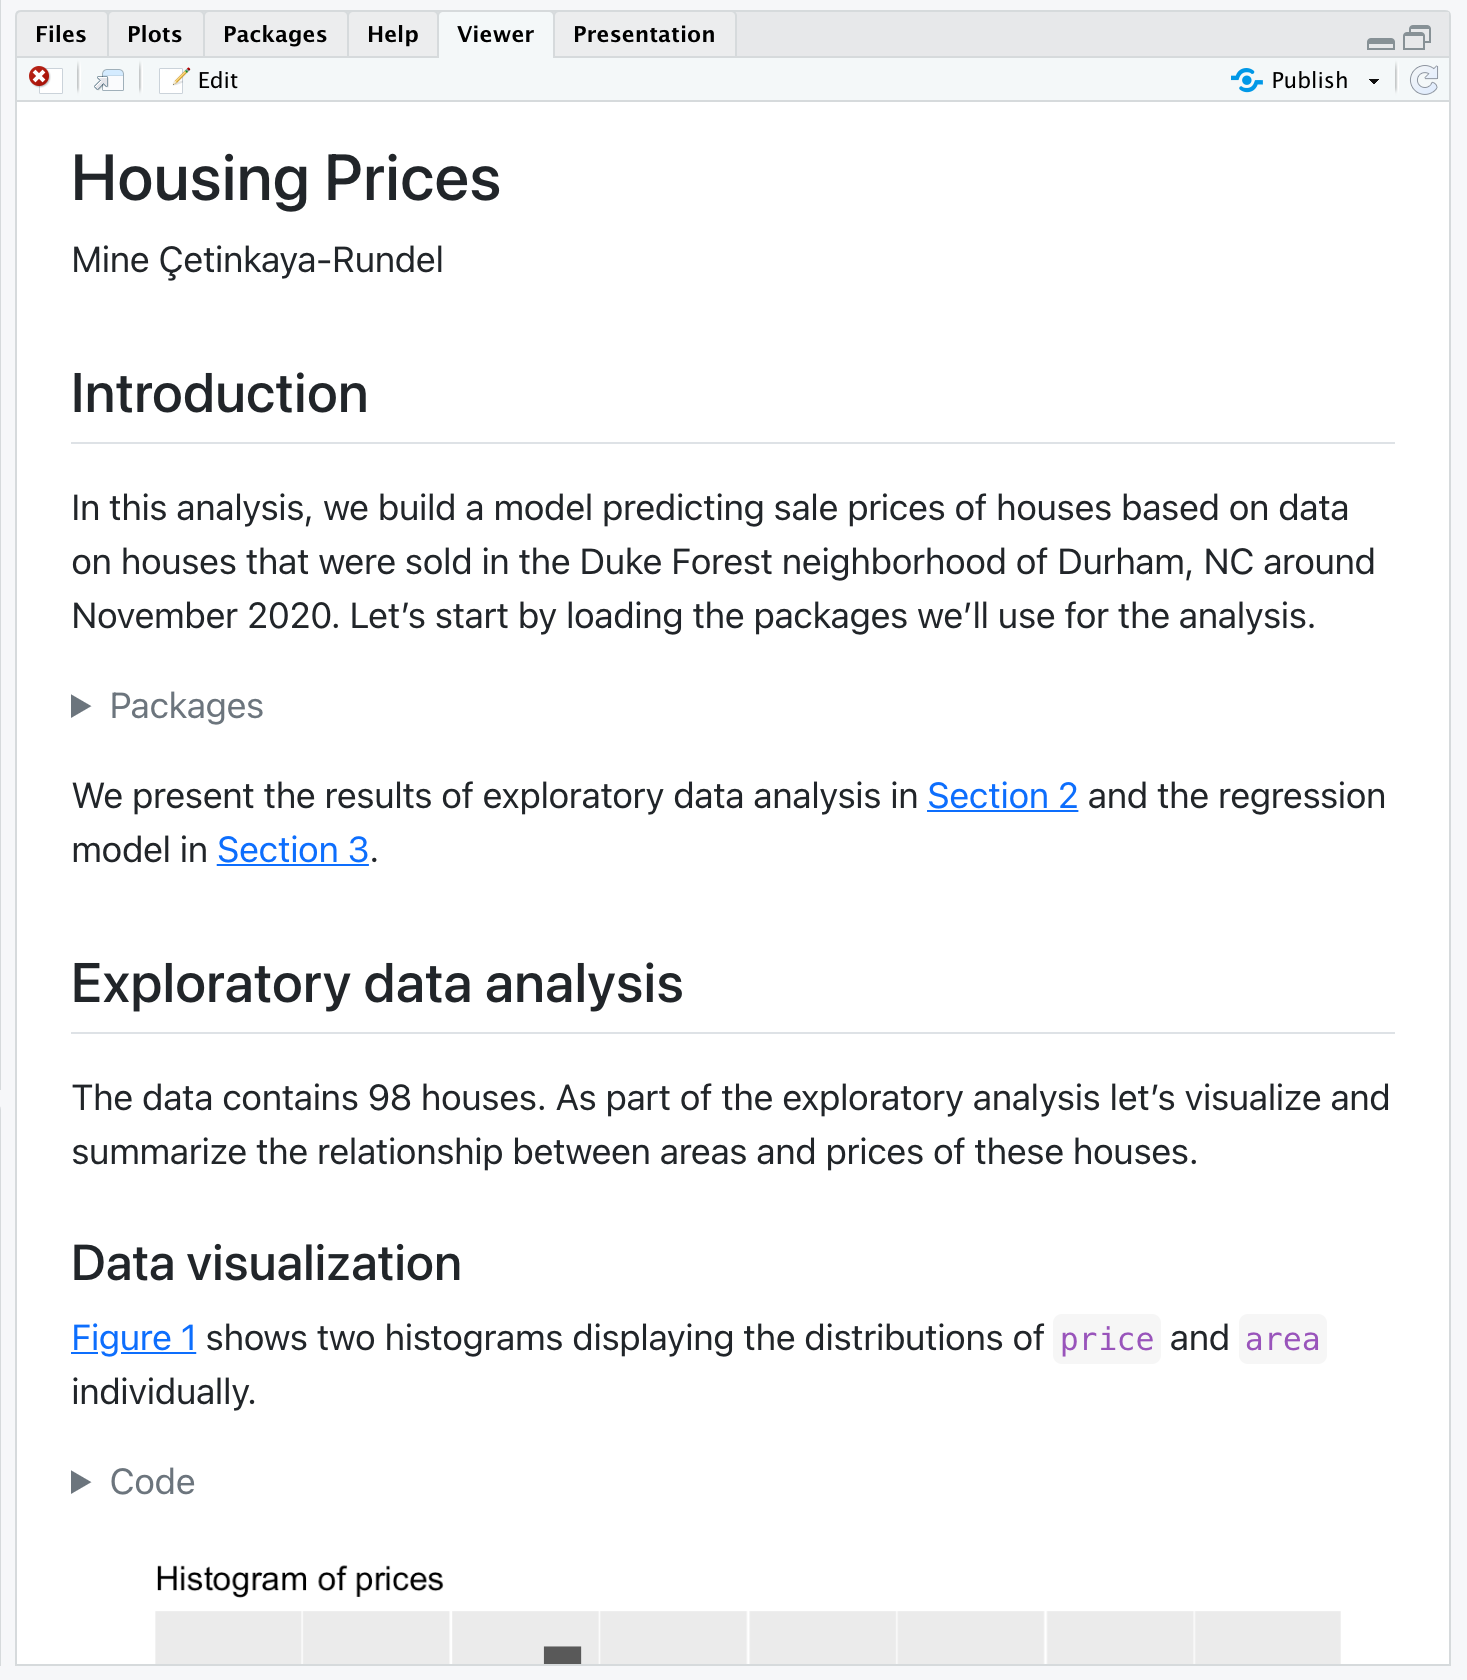 Files Plots Packages Help Viewer Presentation
Edit Publish
Housing Prices
Mine Çetinkaya-Rundel
Introduction
In this analysis, we build a model predicting sale prices of houses based on data
on houses that were sold in the Duke Forest neighborhood of Durham, NC around
November 2020. Let’s start by loading the packages we’ll use for the analysis.
Packages
We present the results of exploratory data analysis in Section 2 and the regression
model in Section 3.
Exploratory data analysis
The data contains 98 houses. As part of the exploratory analysis let’s visualize and
summarize the relationship between areas and prices of these houses.
Data visualization
Figure 1 shows two histograms displaying the distributions of price and area
individually.
Code
Histogram of prices